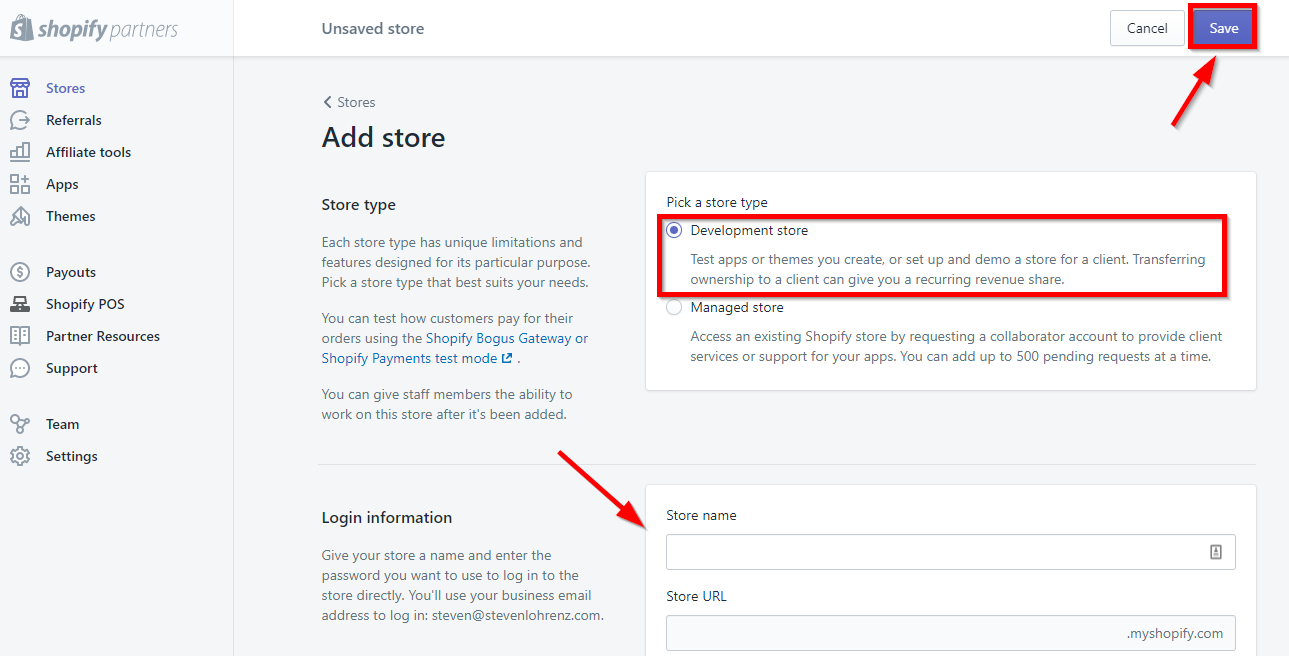 shopify partners
Unsaved store
Cancel
Save
Stores
Referrals
Affiliate tools
Apps
Themes
Payouts
Shopify POS
Partner Resources
Support
Team
Settings
Stores
Add store
Store type
Each store type has unique limitations and
features designed for its particular purpose.
Pick a store type that best suits your needs.
You can test how customers pay for their
orders using the Shopify Bogus Gateway or
Shopify Payments test mode .
You can give staff members the ability to
work on this store after it's been added.
Pick a store type
Development store
Test apps or themes you create, or set up and demo a store for a client. Transferring
ownership to a client can give you a recurring revenue share.
Managed store
Access an existing Shopify store by requesting a collaborator account to provide client
services or support for your apps. You can add up to 500 pending requests at a time.
Login information
Give your store a name and enter the
password you want to use to log in to the
store directly. You'll use your business email
address to log in: steven@stevenlohrenz.com.
Store name
Store URL
.myshopify.com